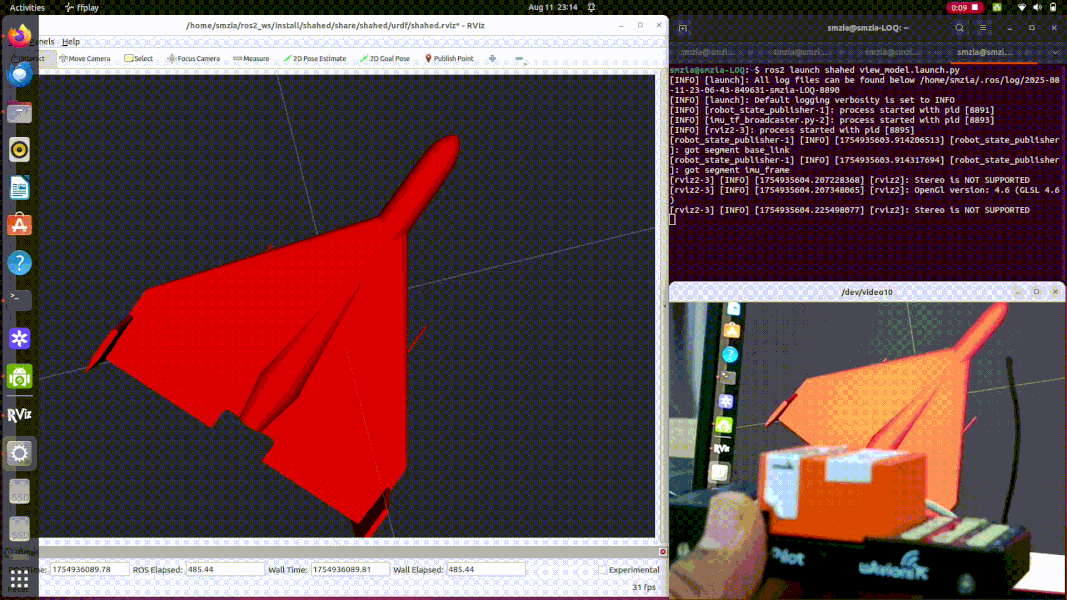 Activities
ffplay
Aug 11 23:14
0:09
/home/smzia/ros2_ws/install/shahed/share/shahed/urdf/shahed.rviz* - RViz
Panels Help
Interact Move Camera Select Focus Camera Measure 2D Pose Estimate 2D Goal Pose Publish Point
RViz
Time: 1754936089.78 ROS Elapsed: 485.44 Wall Time: 1754936089.81 Wall Elapsed: 485.44 Experimental
Reset
31 fps
smzia@smzia-LOQ: ~
smzia@smzi...
smzia@smzi...
smzia@smzi...
smzia@smzi...
smzia@smzia-LOQ:~$ ros2 launch shahed view_model.launch.py
[INFO] [launch]: All log files can be found below /home/smzia/.ros/log/2025-08
-11-23-06-43-849631-smzia-LOQ-8890
[INFO] [launch]: Default logging verbosity is set to INFO
[INFO] [robot_state_publisher-1]: process started with pid [8891]
[INFO] [imu_tf_broadcaster.py-2]: process started with pid [8893]
[INFO] [rviz2-3]: process started with pid [8895]
[robot_state_publisher-1] [INFO] [1754935603.914206513] [robot_state_publisher
]: got segment base_link
[robot_state_publisher-1] [INFO] [1754935603.914317694] [robot_state_publisher
]: got segment imu_frame
[rviz2-3] [INFO] [1754935604.207228368] [rviz2]: Stereo is NOT SUPPORTED
[rviz2-3] [INFO] [1754935604.207348065] [rviz2]: OpenGl version: 4.6 (GLSL 4.6
)
[rviz2-3] [INFO] [1754935604.225498077] [rviz2]: Stereo is NOT SUPPORTED
/dev/video10
RViz
Pilot
uAvionix